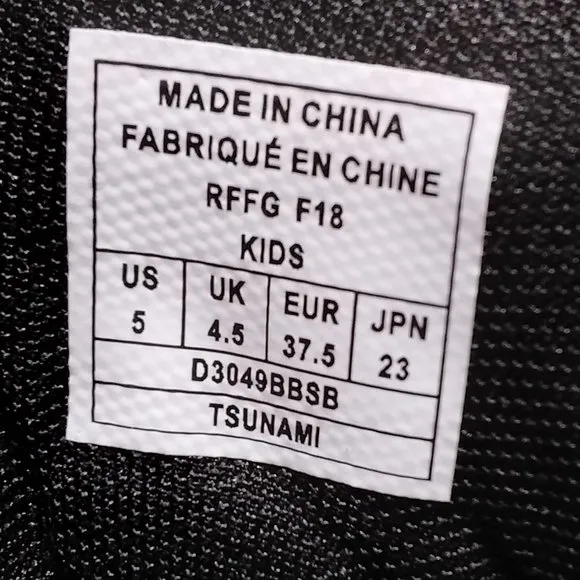 MADE IN CHINA
FABRIQUÉ EN CHINE
RFFG F18
KIDS
US UK EUR JPN
5 4.5 37.5 23
D3049BBSB
TSUNAMI